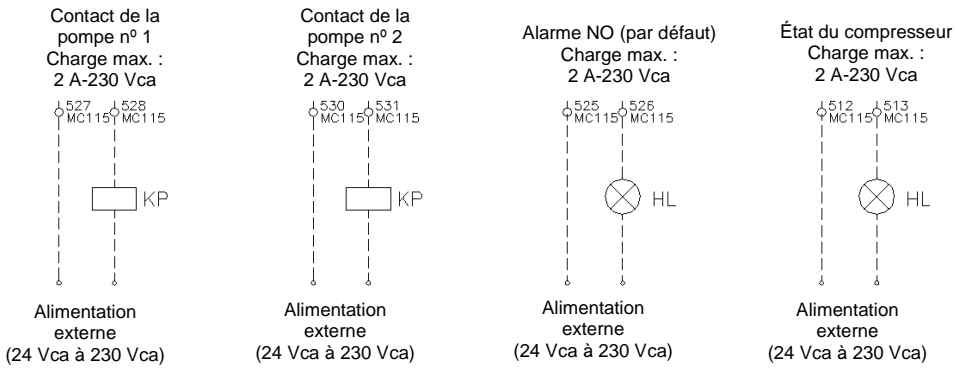 Contact de la
pompe nº 1
Charge max. :
2 A-230 Vca
527 528
MC115 MC115
KP
Alimentation
externe
(24 Vca à 230 Vca)
Contact de la
pompe nº 2
Charge max. :
2 A-230 Vca
530 531
MC115 MC115
KP
Alimentation
externe
(24 Vca à 230 Vca)
Alarme NO (par défaut)
Charge max. :
2 A-230 Vca
525 526
MC115 MC115
HL
Alimentation
externe
(24 Vca à 230 Vca)
État du compresseur
Charge max. :
2 A-230 Vca
512 513
MC115 MC115
HL
Alimentation
externe
(24 Vca à 230 Vca)